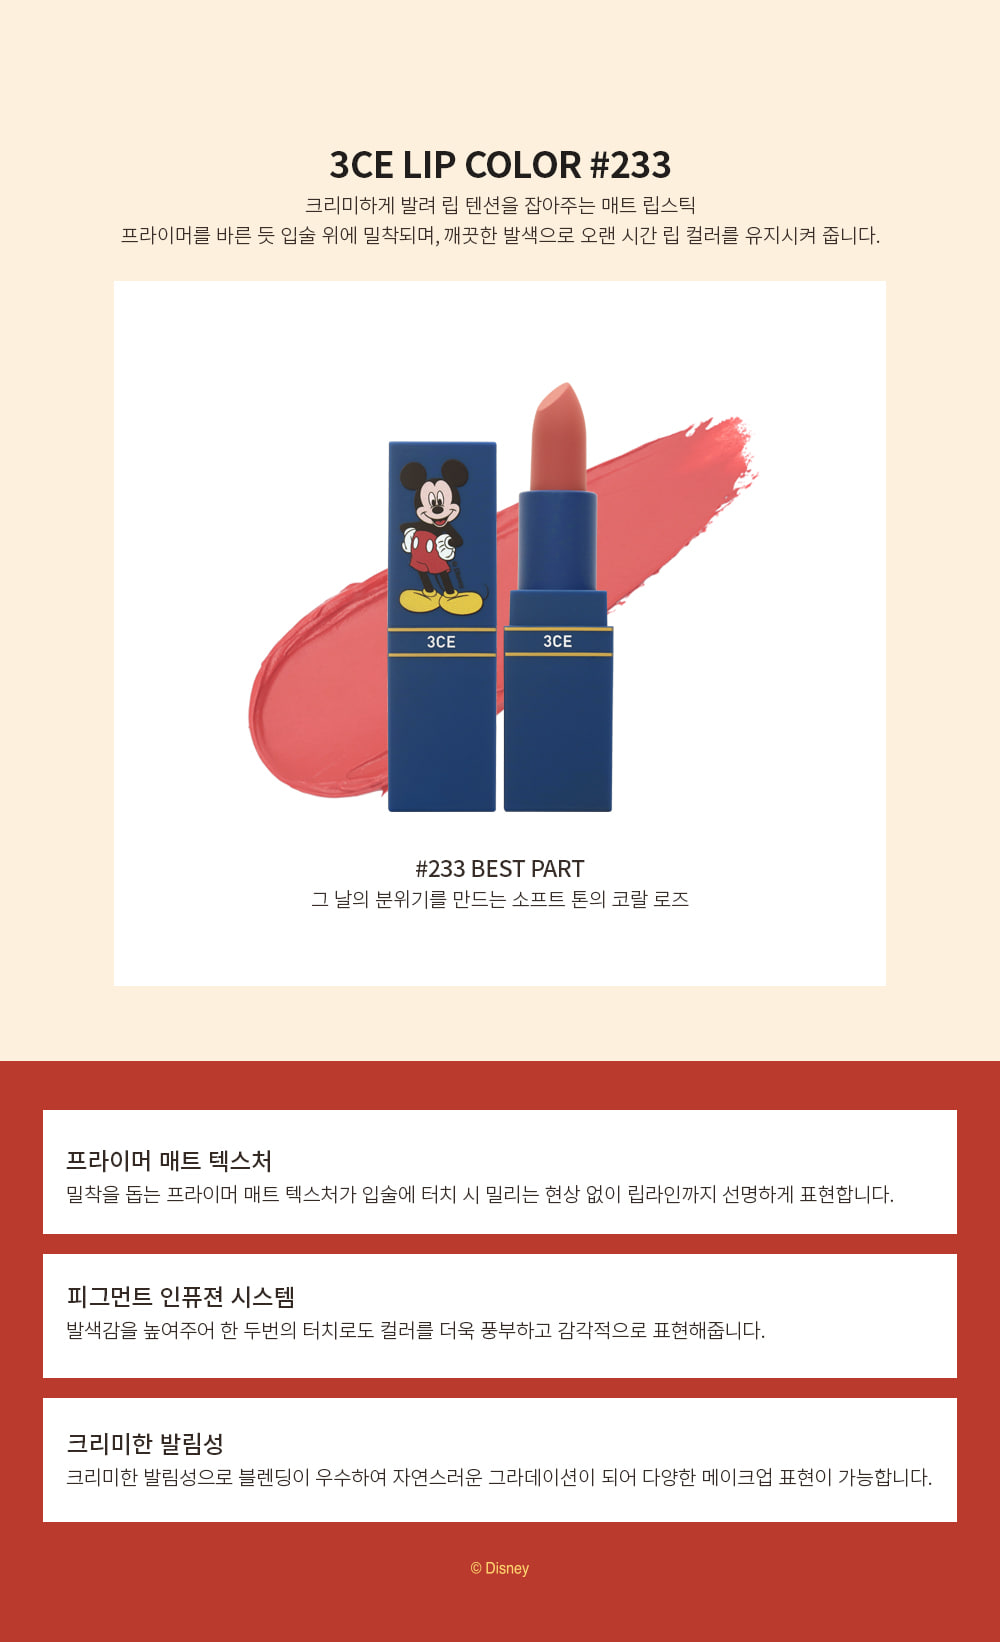 3CE LIP COLOR #233
크리미하게 발려 립 텐션을 잡아주는 매트 립스틱
프라이머를 바른 듯 입술 위에 밀착되며, 깨끗한 발색으로 오랜 시간 립 컬러를 유지시켜 줍니다.
3CE
3CE
#233 BEST PART
그 날의 분위기를 만드는 소프트 톤의 코랄 로즈
프라이머 매트 텍스처
밀착을 돕는 프라이머 매트 텍스처가 입술에 터치 시 밀리는 현상 없이 립라인까지 선명하게 표현합니다.
피그먼트 인퓨젼 시스템
발색감을 높여주어 한 두번의 터치로도 컬러를 더욱 풍부하고 감각적으로 표현해줍니다.
크리미한 발림성
크리미한 발림성으로 블렌딩이 우수하여 자연스러운 그라데이션이 되어 다양한 메이크업 표현이 가능합니다.
© Disney